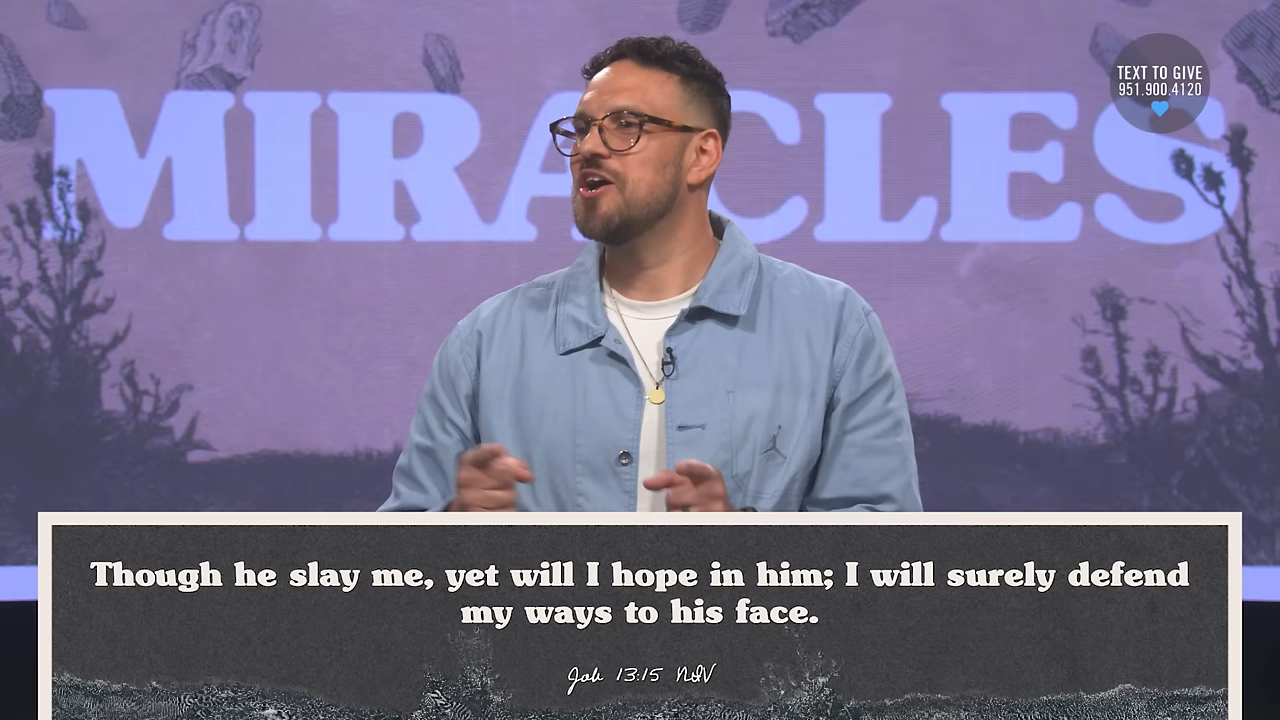 MIRACLES
TEXT TO GIVE
951.900.4120
Though he slay me, yet will I hope in him; I will surely defend
my ways to his face.
Job 13:15 NIV